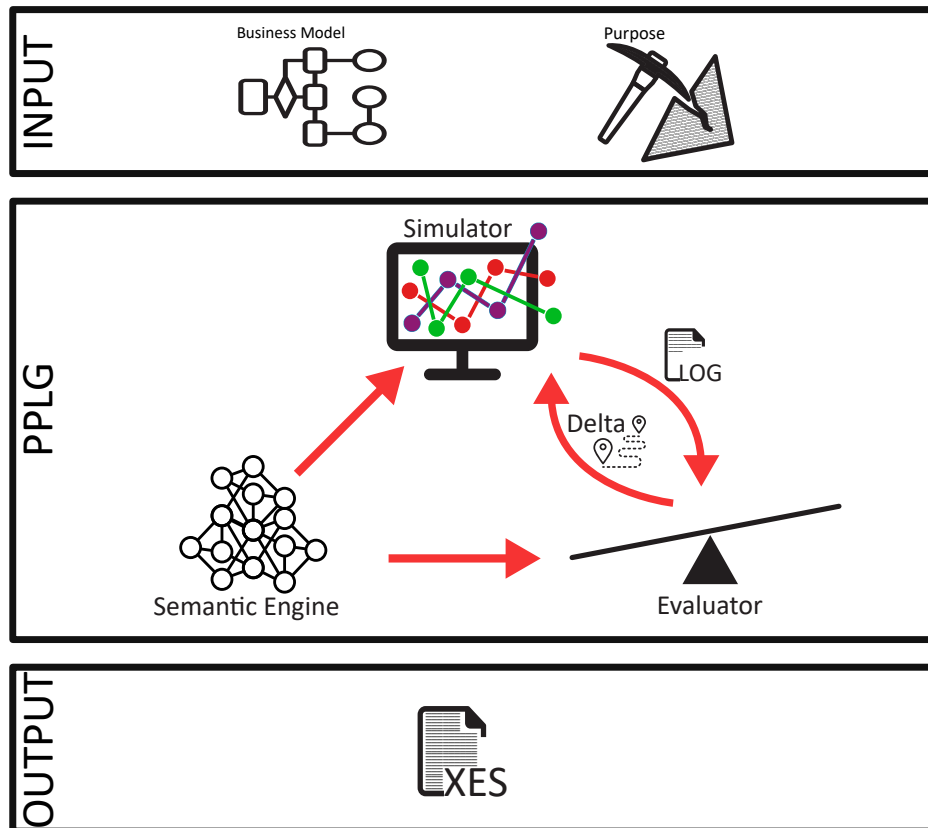 INPUT
Business Model
Purpose
PPLG
Simulator
LOG
Delta
Semantic Engine
Evaluator
OUTPUT
XES